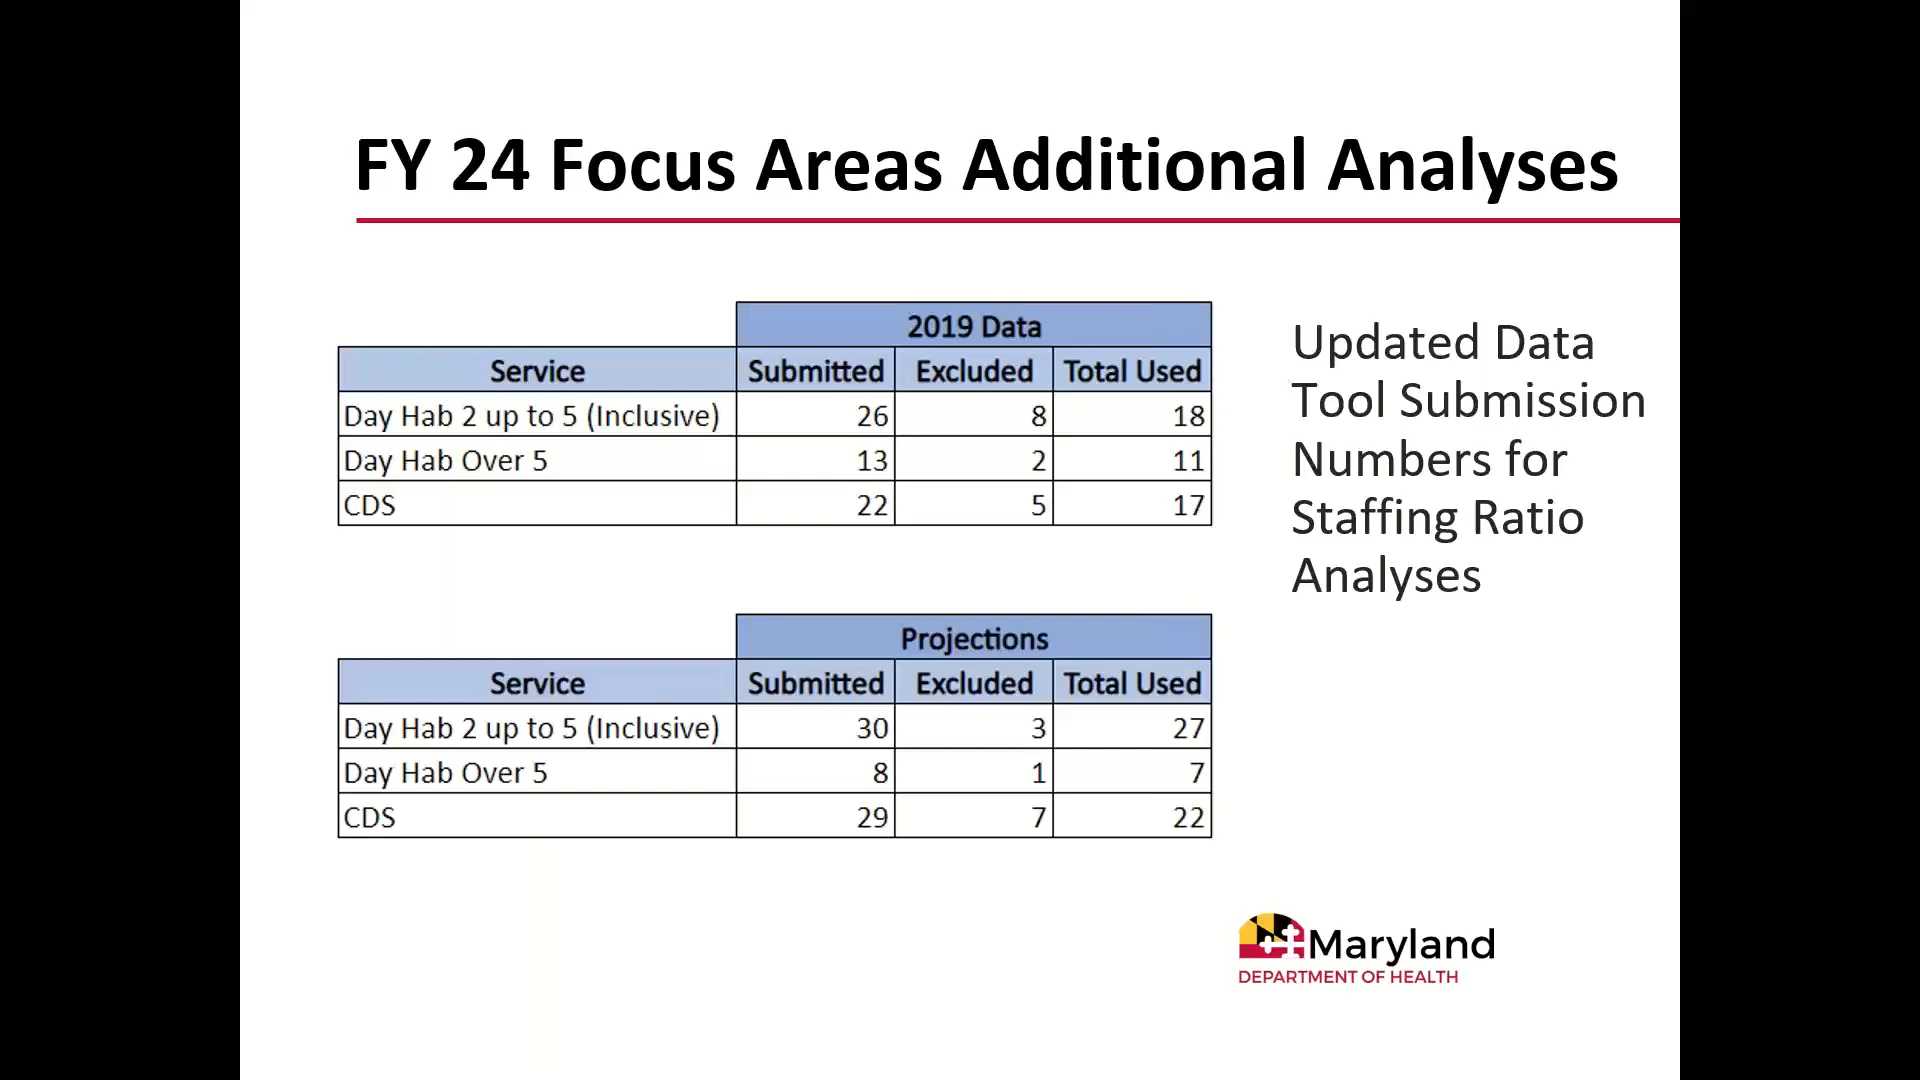 FY 24 Focus Areas Additional Analyses
2019 Data
Service Submitted Excluded Total Used
Day Hab 2 up to 5 (Inclusive) 26 8 18
Day Hab Over 5 13 2 11
CDS 22 5 17
Projections
Service Submitted Excluded Total Used
Day Hab 2 up to 5 (Inclusive) 30 3 27
Day Hab Over 5 8 1 7
CDS 29 7 22
Updated Data
Tool Submission
Numbers for
Staffing Ratio
Analyses
Maryland
DEPARTMENT OF HEALTH